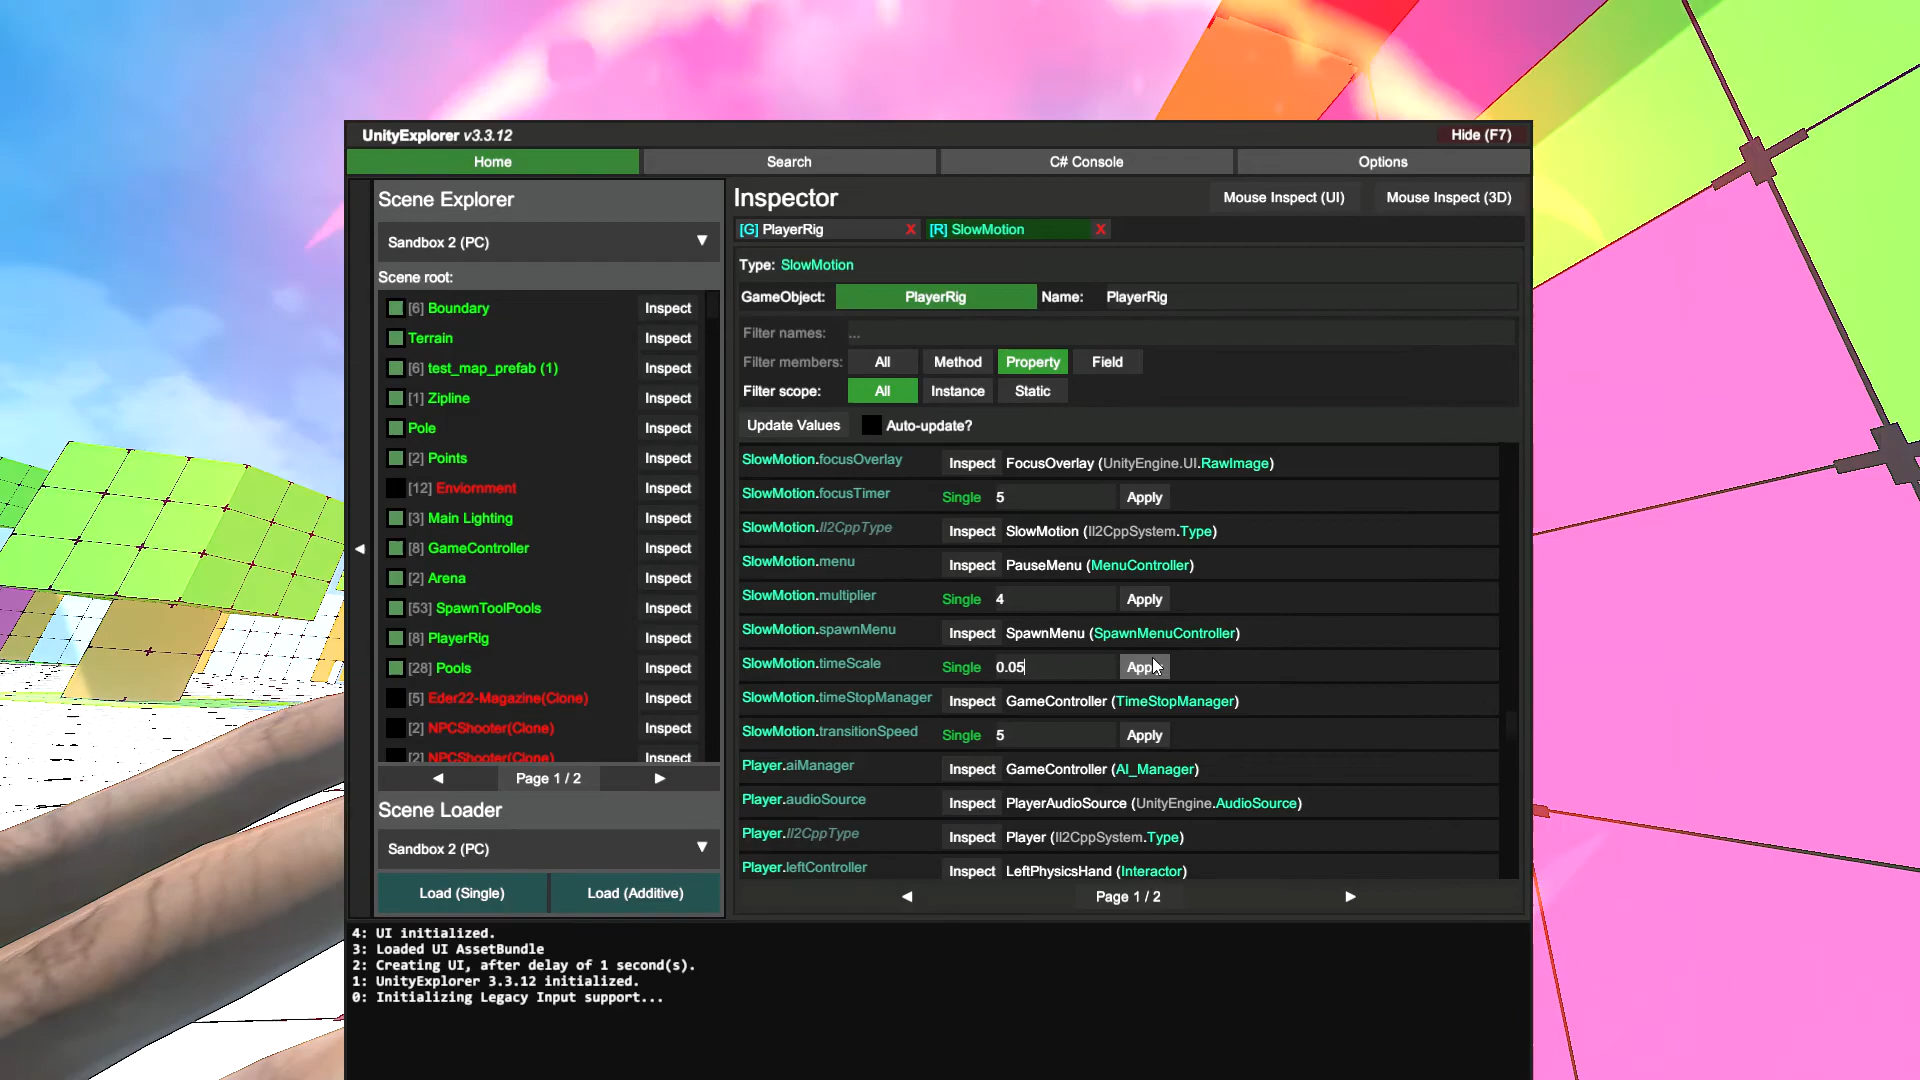 UnityExplorer v3.3.12
Hide (F7)
Home
Search
C# Console
Options
Scene Explorer
Sandbox 2 (PC)
▼
Scene root:
[6] Boundary Inspect
Terrain Inspect
[6] test_map_prefab (1) Inspect
[1] Zipline Inspect
Pole Inspect
[2] Points Inspect
[12] Enviornment Inspect
[3] Main Lighting Inspect
[8] GameController Inspect
[2] Arena Inspect
[53] SpawnToolPools Inspect
[8] PlayerRig Inspect
[28] Pools Inspect
[5] Eder22-Magazine(Clone) Inspect
[2] NPCShooter(Clone) Inspect
[2] NPCShooter(Clone) Inspect
◄ Page 1 / 2 ►
Scene Loader
Sandbox 2 (PC) ▼
Load (Single)
Load (Additive)
Inspector
Mouse Inspect (UI)
Mouse Inspect (3D)
[G] PlayerRig X
[R] SlowMotion X
Type: SlowMotion
GameObject: PlayerRig Name: PlayerRig
Filter names: ...
Filter members: All Method Property Field
Filter scope: All Instance Static
Update Values Auto-update?
SlowMotion.focusOverlay Inspect FocusOverlay (UnityEngine.UI.RawImage)
SlowMotion.focusTimer Single 5 Apply
SlowMotion.Il2CppType Inspect SlowMotion (Il2CppSystem.Type)
SlowMotion.menu Inspect PauseMenu (MenuController)
SlowMotion.multiplier Single 4 Apply
SlowMotion.spawnMenu Inspect SpawnMenu (SpawnMenuController)
SlowMotion.timeScale Single 0.05 Apply
SlowMotion.timeStopManager Inspect GameController (TimeStopManager)
SlowMotion.transitionSpeed Single 5 Apply
Player.aiManager Inspect GameController (AI_Manager)
Player.audioSource Inspect PlayerAudioSource (UnityEngine.AudioSource)
Player.Il2CppType Inspect Player (Il2CppSystem.Type)
Player.leftController Inspect LeftPhysicsHand (Interactor)
◄ Page 1 / 2 ►
4: UI initialized.
3: Loaded UI AssetBundle
2: Creating UI, after delay of 1 second(s).
1: UnityExplorer 3.3.12 initialized.
0: Initializing Legacy Input support...